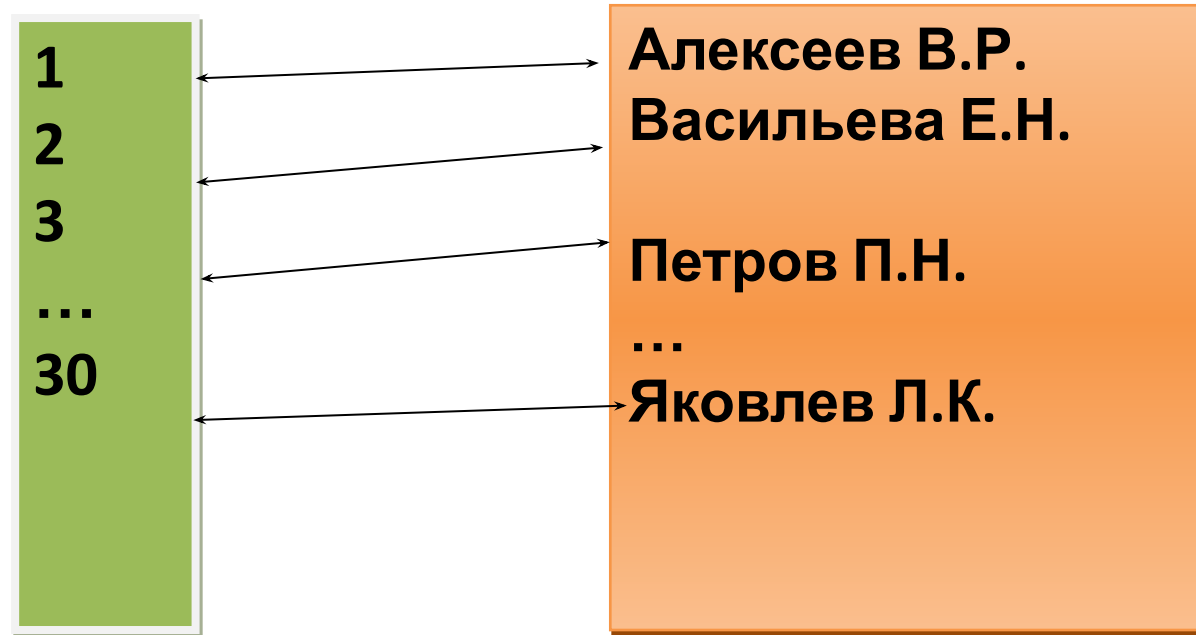 1
2
3
...
30
Алексеев В.Р.
Васильева Е.Н.
Петров П.Н.
...
Яковлев Л.К.